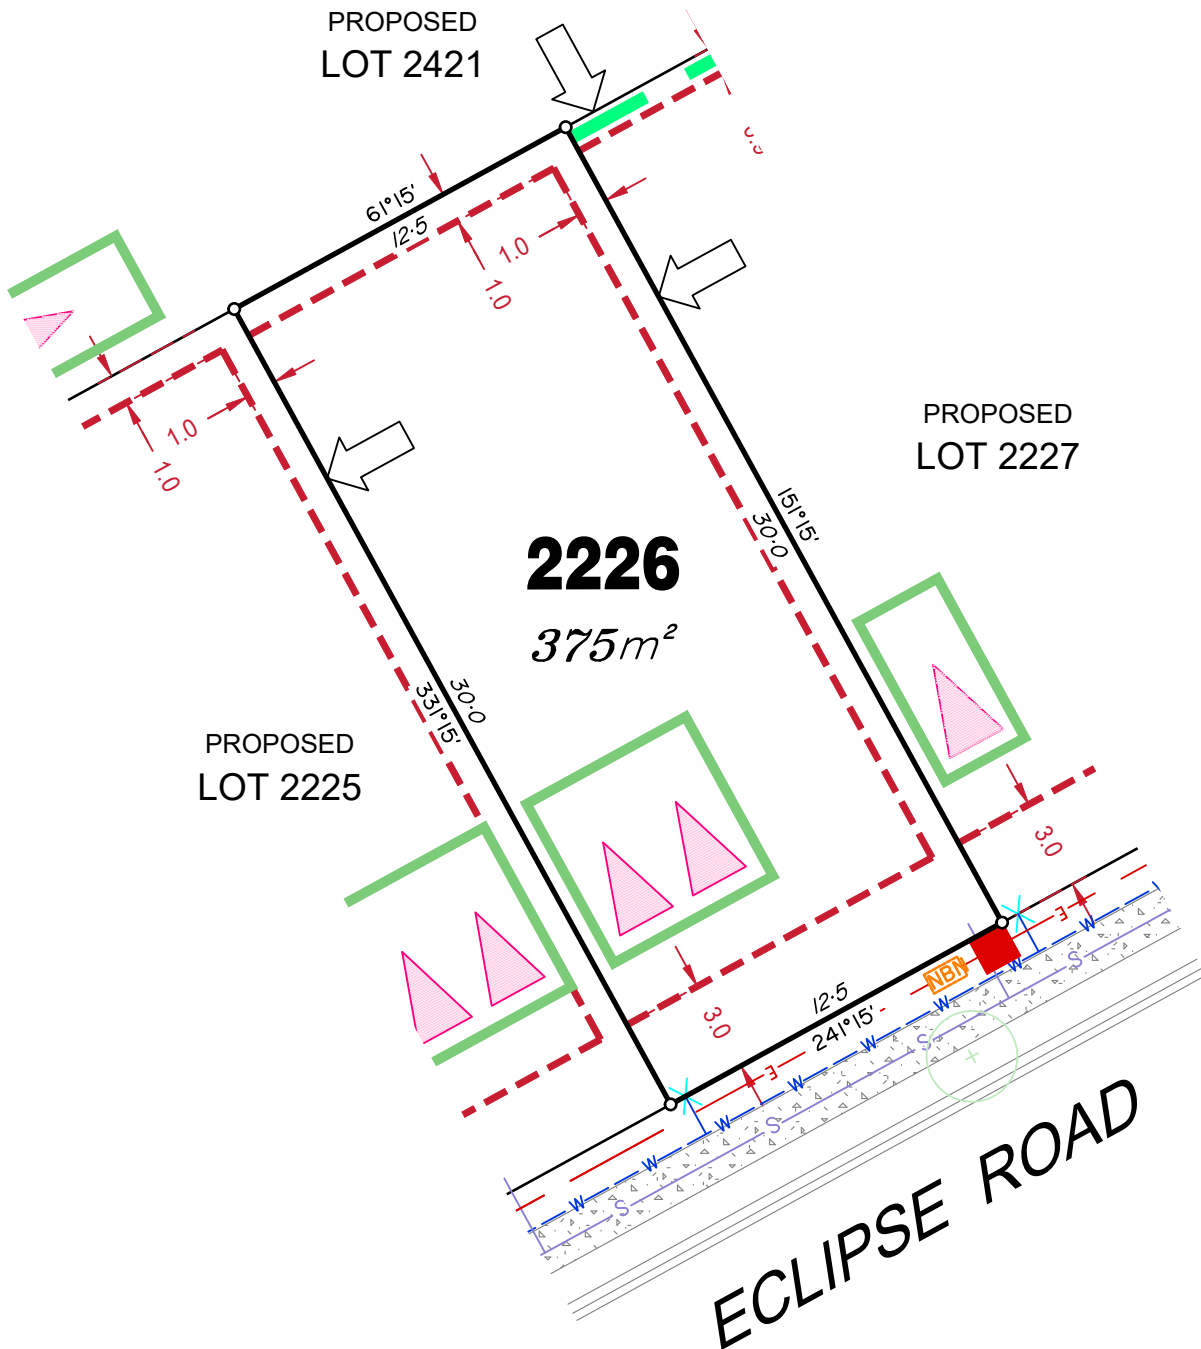 PROPOSED
LOT 2421
61°15'
12·5
1.0
1.0
1.0
1.0
PROPOSED
LOT 2227
151°15'
30·0
2226
375m²
30·0
331°15'
PROPOSED
LOT 2225
3.0
3.0
12·5
241°15'
NBN
E
E
W
W
W
W
W
W
W
W
S
S
S
S
ECLIPSE ROAD